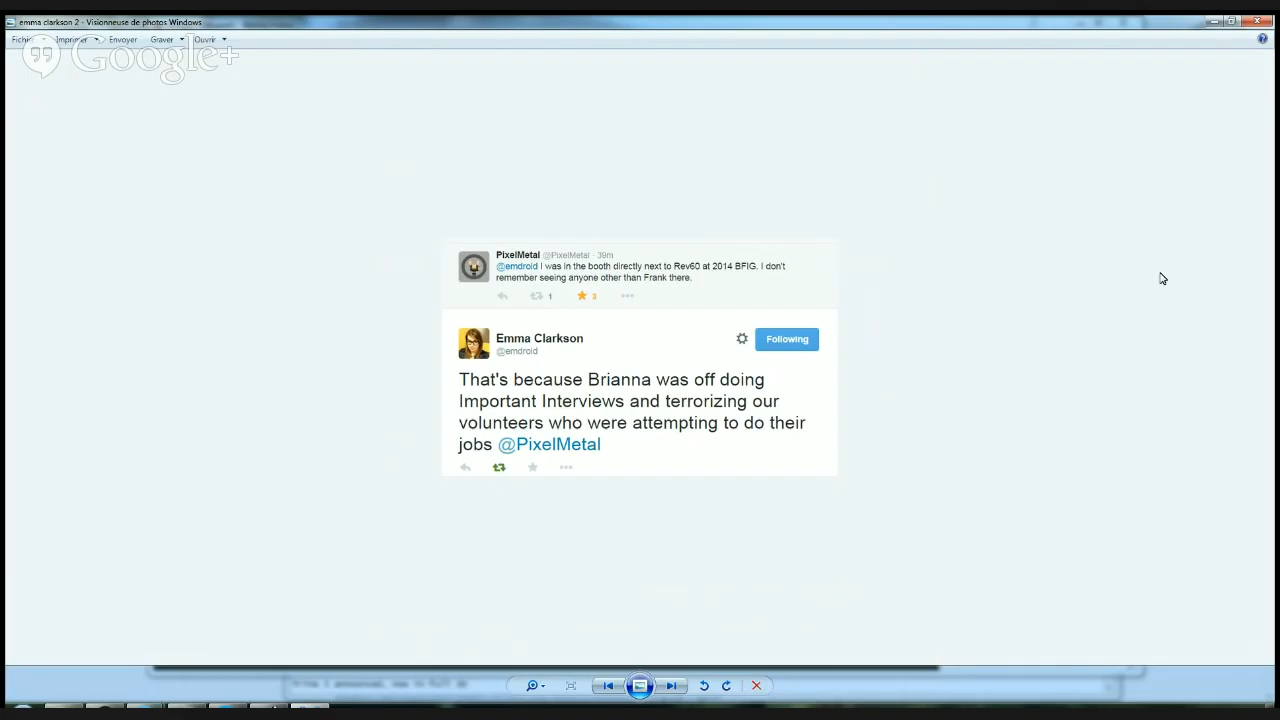 emma clarkson 2 - Visionneuse de photos Windows
Fichier Imprimer Envoyer Graver Ouvrir
Google+
PixelMetal @PixelMetal · 39m
@emdroid I was in the booth directly next to Rev60 at 2014 BFIG. I don't
remember seeing anyone other than Frank there.
1 3
Emma Clarkson
Following
@emdroid
That's because Brianna was off doing
Important Interviews and terrorizing our
volunteers who were attempting to do their
jobs @PixelMetal